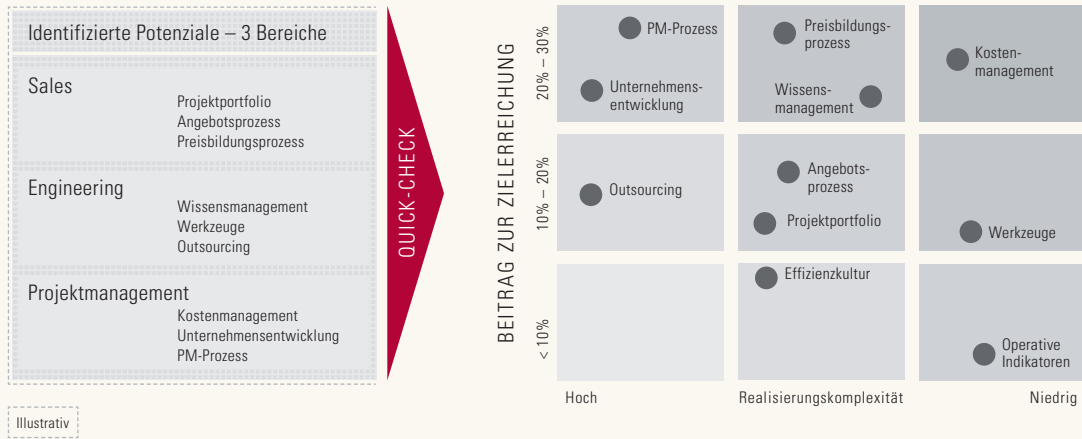 Identifizierte Potenziale – 3 Bereiche
Sales
Projektportfolio
Angebotsprozess
Preisbildungsprozess
Engineering
Wissensmanagement
Werkzeuge
Outsourcing
Projektmanagement
Kostenmanagement
Unternehmensentwicklung
PM-Prozess
Illustrativ
QUICK-CHECK
BEITRAG ZUR ZIELERREICHUNG
20% – 30%
10% – 20%
< 10%
PM-Prozess
Unternehmens-
entwicklung
Preisbildungs-
prozess
Wissens-
management
Kosten-
management
Outsourcing
Angebots-
prozess
Projektportfolio
Werkzeuge
Effizienzkultur
Operative
Indikatoren
Hoch
Realisierungskomplexität
Niedrig